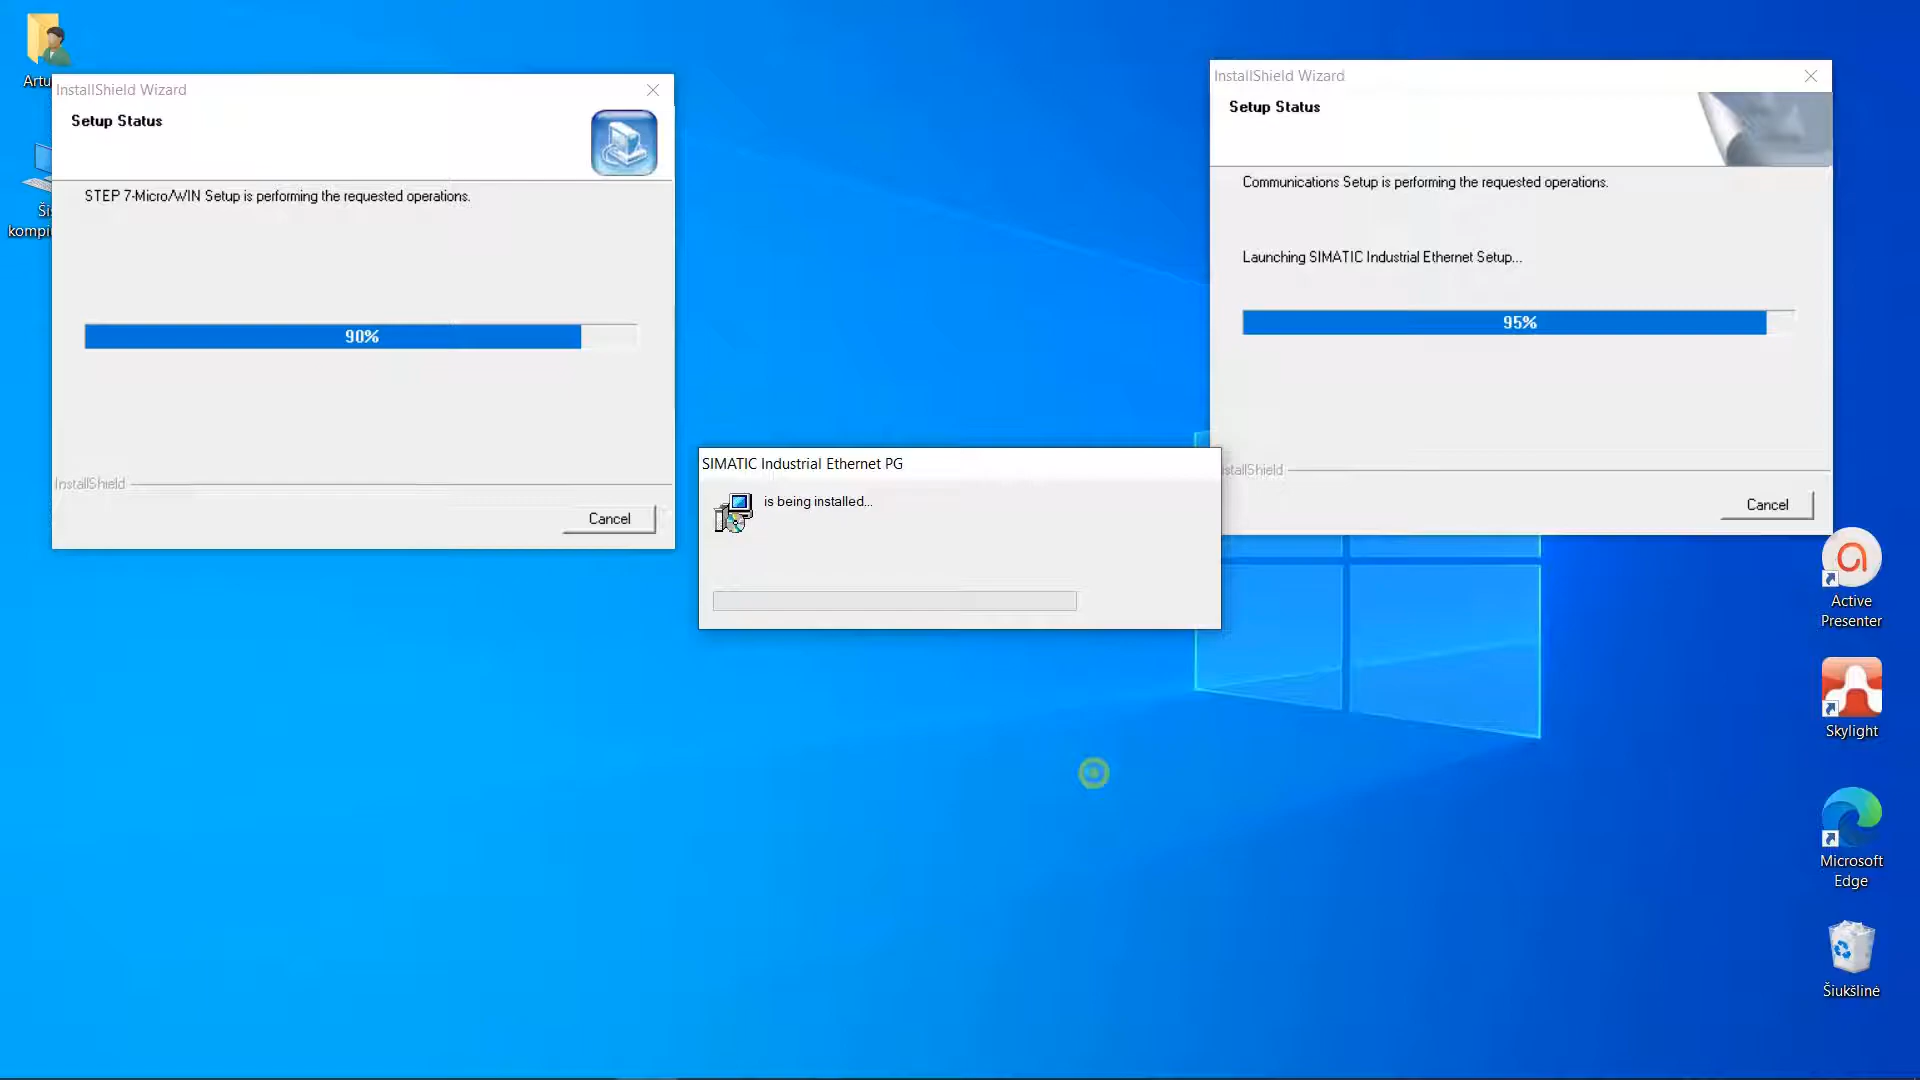 Artu
InstallShield Wizard
Setup Status
STEP 7-Micro/WIN Setup is performing the requested operations.
90%
InstallShield
Cancel
Ši
kompi
InstallShield Wizard
Setup Status
Communications Setup is performing the requested operations.
Launching SIMATIC Industrial Ethernet Setup...
95%
stallShield
Cancel
SIMATIC Industrial Ethernet PG
is being installed...
Active
Presenter
Skylight
Microsoft
Edge
Šiukšlinė